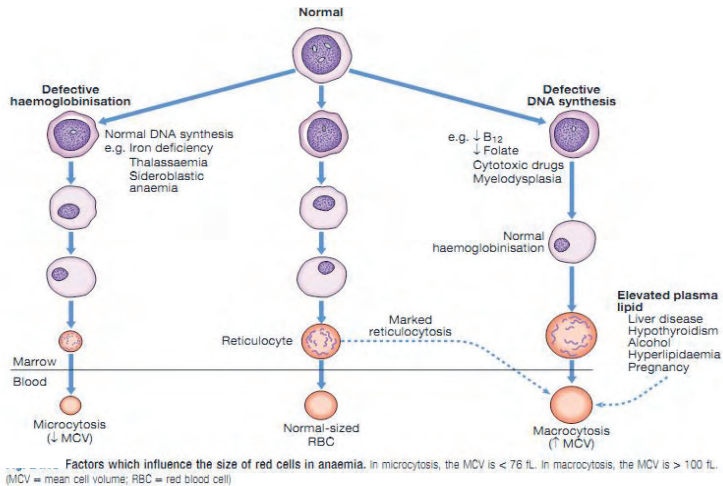 Normal
Defective
haemoglobinisation
Normal DNA synthesis
e.g. Iron deficiency
Thalassaemia
Sideroblastic
anaemia
Defective
DNA synthesis
e.g. ↓ B12
↓ Folate
Cytotoxic drugs
Myelodysplasia
Normal
haemoglobinisation
Elevated plasma
lipid
Liver disease
Hypothyroidism
Alcohol
Hyperlipidaemia
Pregnancy
Marked
reticulocytosis
Reticulocyte
Marrow
Blood
Microcytosis
(↓ MCV)
Normal-sized
RBC
Macrocytosis
(↑ MCV)
Factors which influence the size of red cells in anaemia. In microcytosis, the MCV is < 76 fL. In macrocytosis, the MCV is > 100 fL.
(MCV = mean cell volume; RBC = red blood cell)